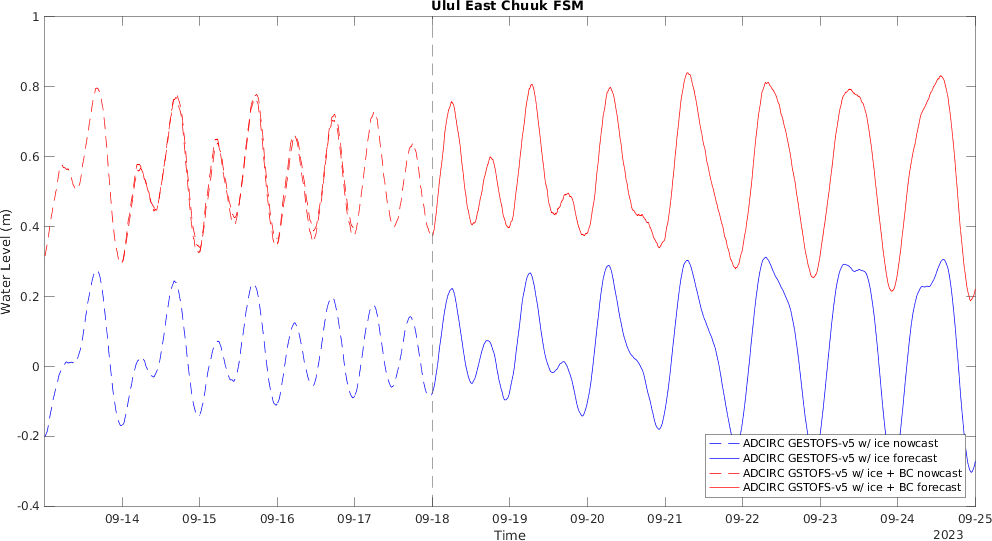 Ulul East Chuuk FSM
1
0.8
0.6
0.4
0.2
0
-0.2
-0.4
Water Level (m)
ADCIRC GESTOFS-v5 w/ ice nowcast
ADCIRC GESTOFS-v5 w/ ice forecast
ADCIRC GSTOFS-v5 w/ ice + BC nowcast
ADCIRC GSTOFS-v5 w/ ice + BC forecast
09-14 09-15 09-16 09-17 09-18 09-19 09-20 09-21 09-22 09-23 09-24 09-25
Time
2023